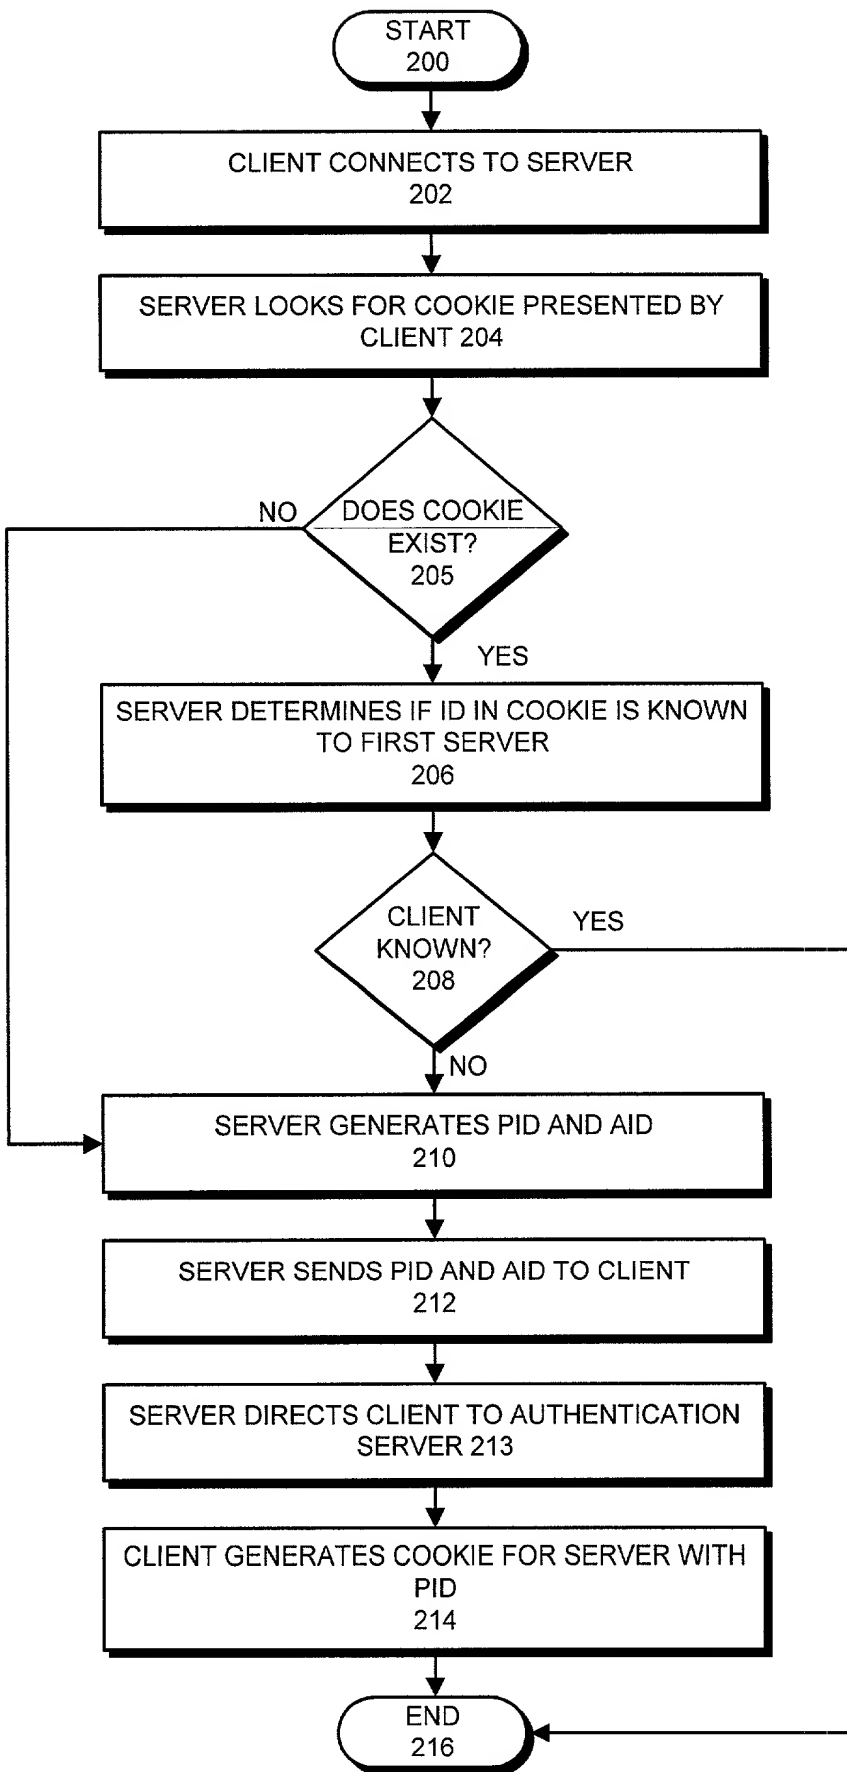 START
200
CLIENT CONNECTS TO SERVER
202
SERVER LOOKS FOR COOKIE PRESENTED BY
CLIENT 204
NO
DOES COOKIE
EXIST?
205
YES
SERVER DETERMINES IF ID IN COOKIE IS KNOWN
TO FIRST SERVER
206
CLIENT
KNOWN?
208
YES
NO
SERVER GENERATES PID AND AID
210
SERVER SENDS PID AND AID TO CLIENT
212
SERVER DIRECTS CLIENT TO AUTHENTICATION
SERVER 213
CLIENT GENERATES COOKIE FOR SERVER WITH
PID
214
END
216